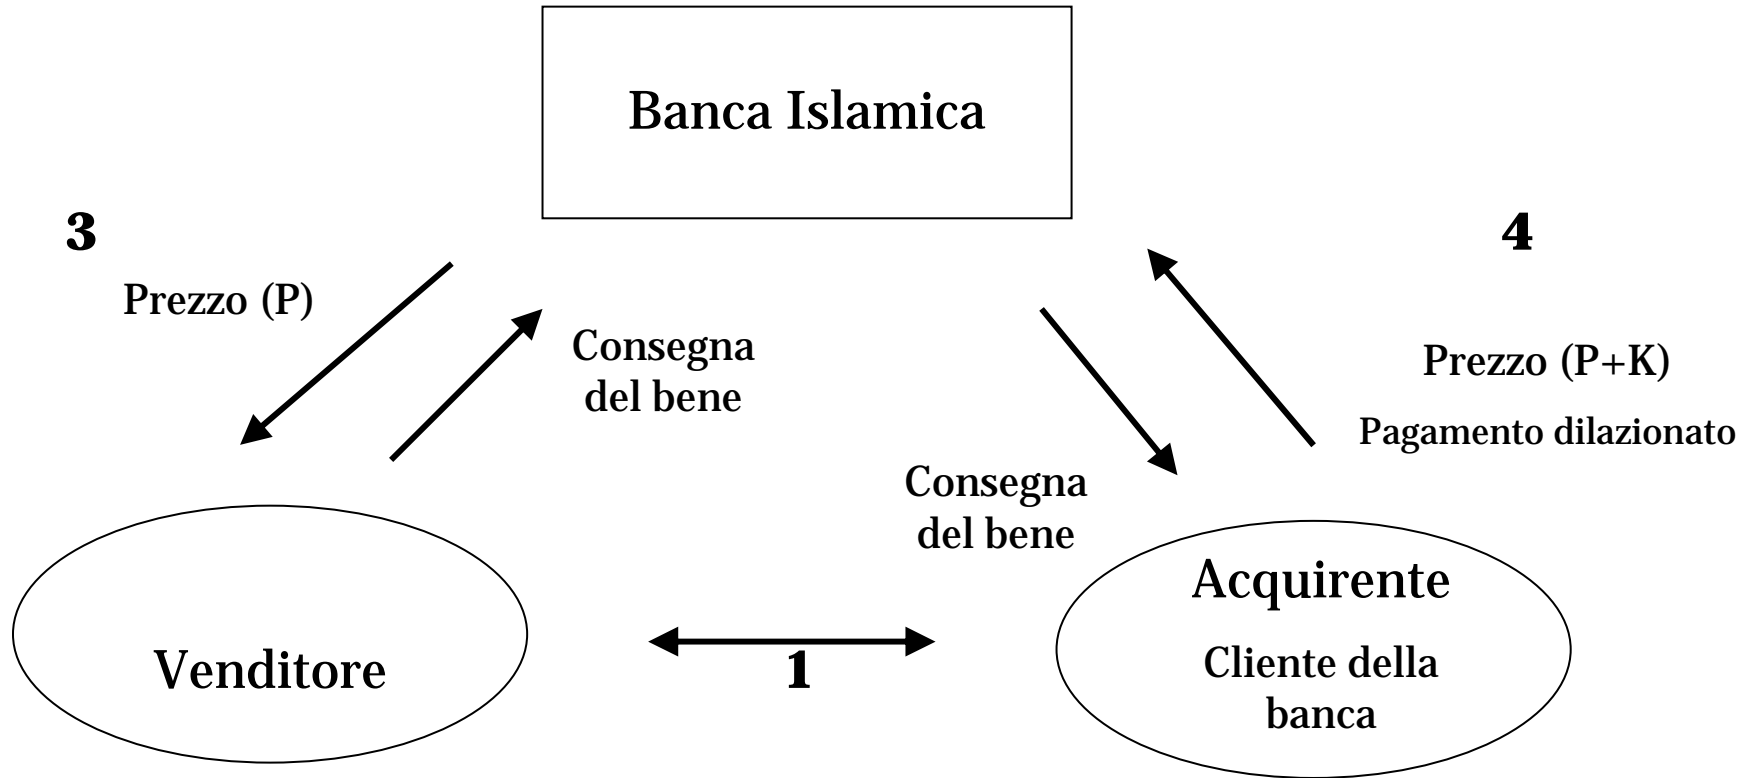 Banca Islamica
3
4
Prezzo (P)
Consegna
del bene
Prezzo (P+K)
Pagamento dilazionato
Consegna
del bene
Acquirente
Venditore
1
Cliente della
banca